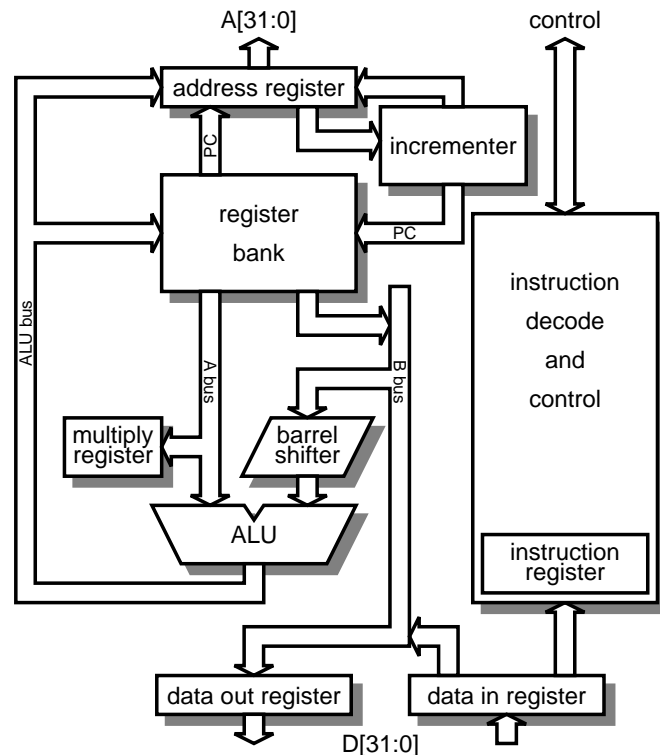 A[31:0]
control
address register
PC
incrementer
register
bank
PC
instruction
decode
and
control
ALU bus
A bus
B bus
multiply
register
barrel
shifter
ALU
instruction
register
data out register
data in register
D[31:0]